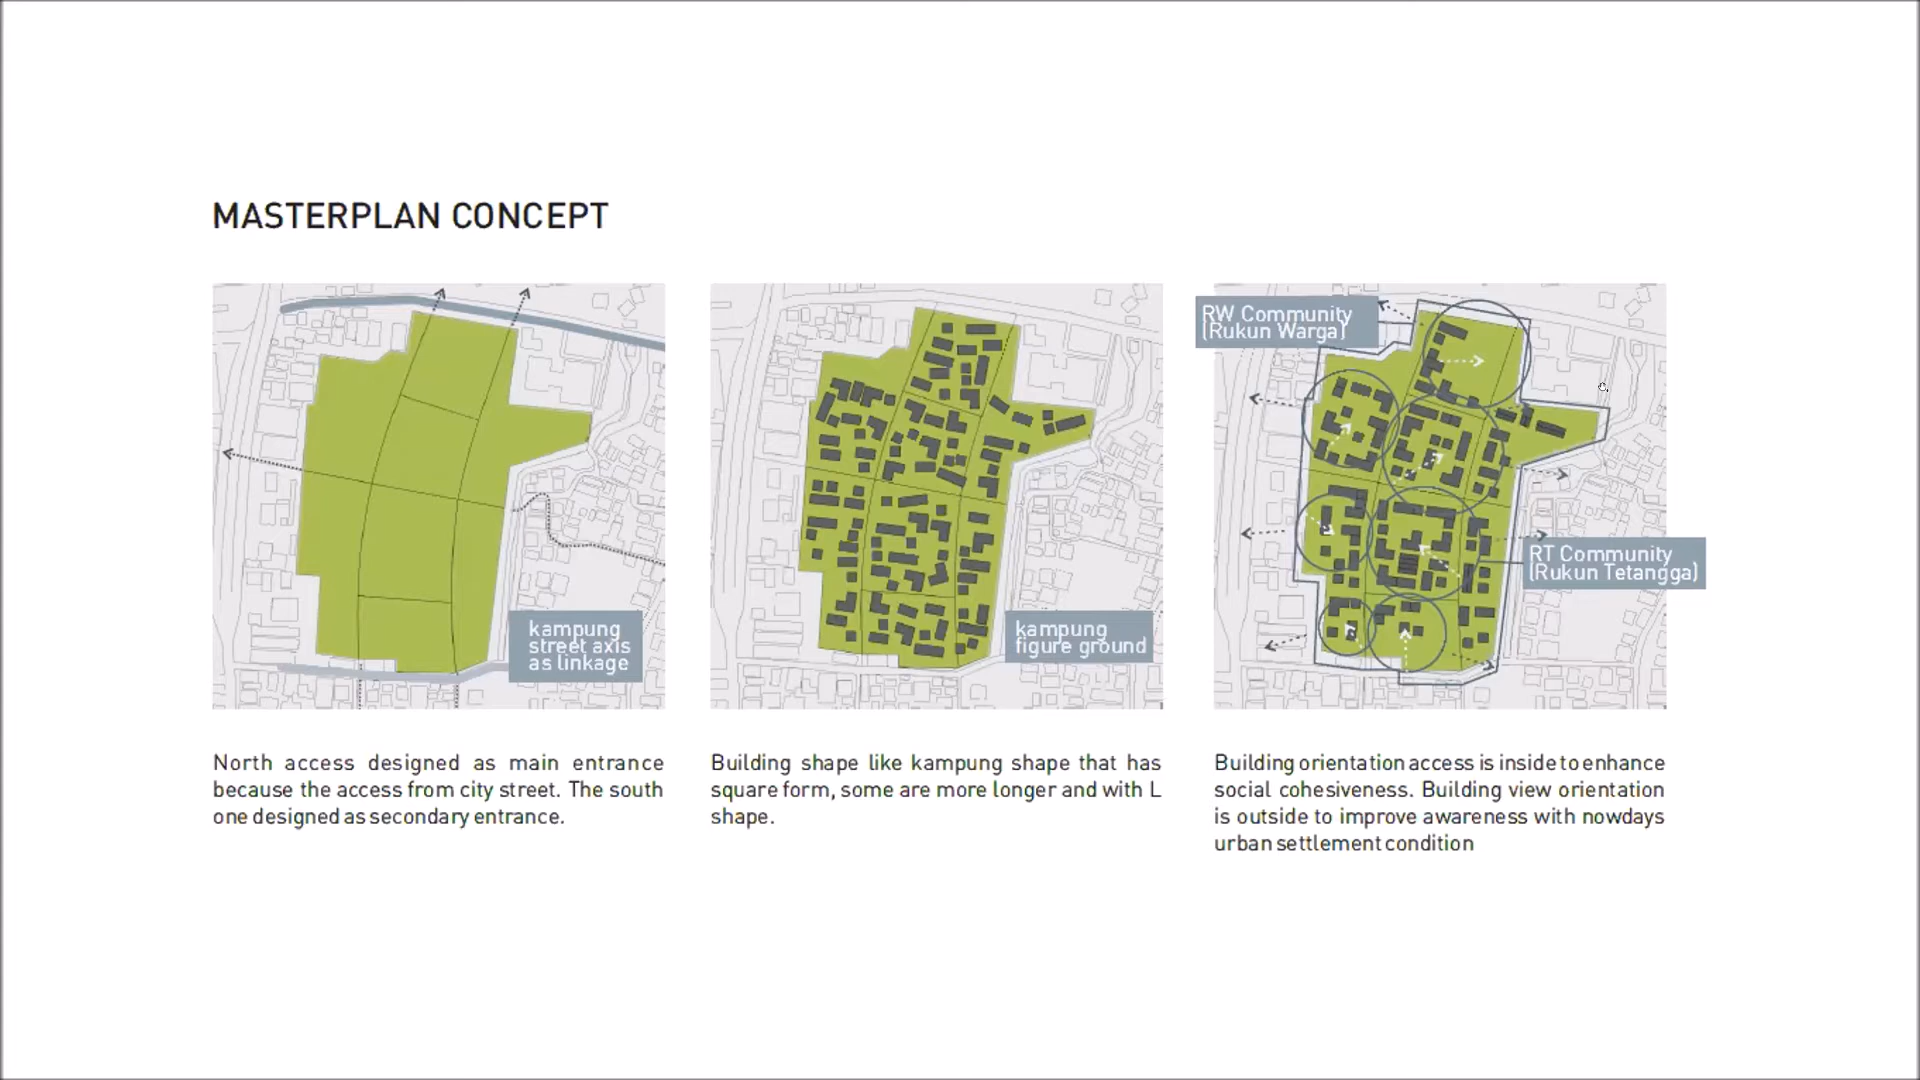 MASTERPLAN CONCEPT
kampung
street axis
as linkage
kampung
figure ground
RW Community
(Rukun Warga)
RT Community
(Rukun Tetangga)
North access designed as main entrance
because the access from city street. The south
one designed as secondary entrance.
Building shape like kampung shape that has
square form, some are more longer and with L
shape.
Building orientation access is inside to enhance
social cohesiveness. Building view orientation
is outside to improve awareness with nowdays
urban settlement condition